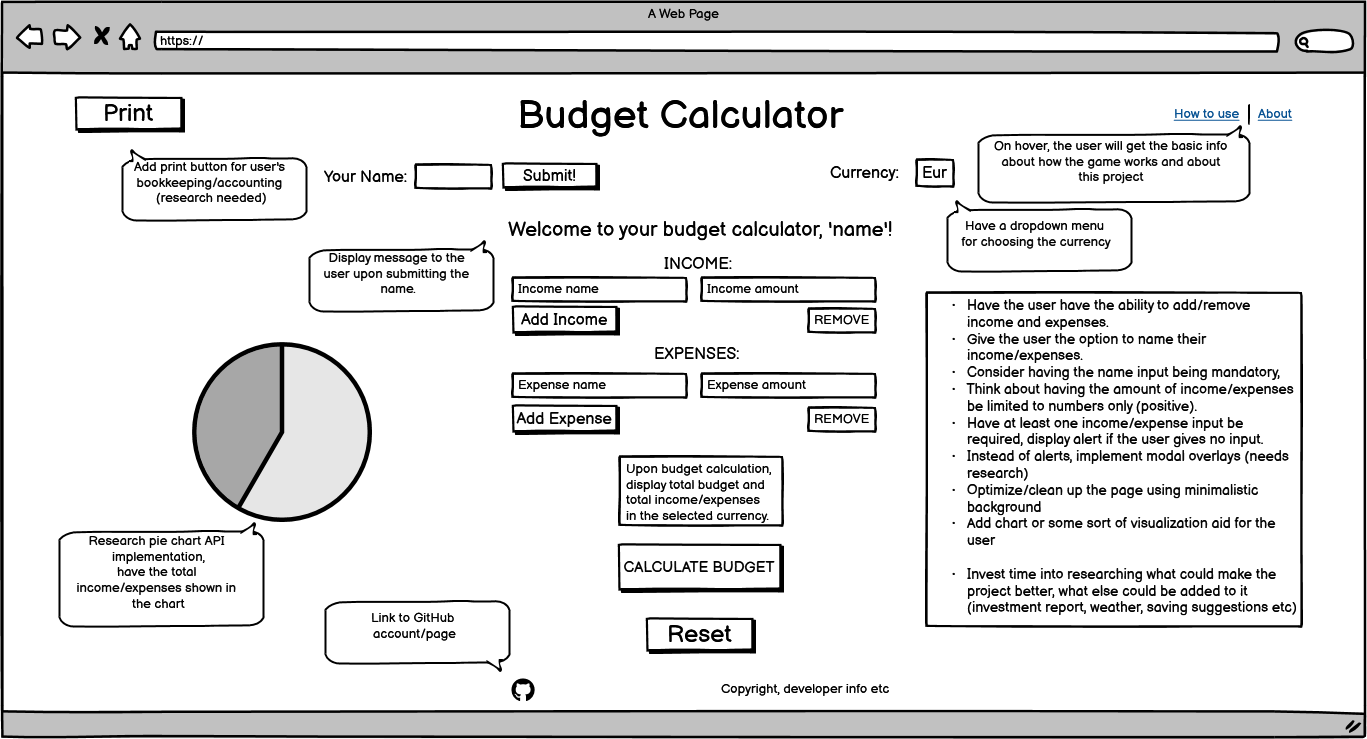 A Web Page
https://
Print
Budget Calculator
How to use
About
Add print button for user's
bookkeeping/accounting
(research needed)
Your Name:
Submit!
Currency:
Eur
On hover, the user will get the basic info
about how the game works and about
this project
Have a dropdown menu
for choosing the currency
Welcome to your budget calculator, 'name'!
Display message to the
user upon submitting the
name.
INCOME:
Income name
Income amount
Add Income
REMOVE
EXPENSES:
Expense name
Expense amount
Add Expense
REMOVE
· Have the user have the ability to add/remove
income and expenses.
· Give the user the option to name their
income/expenses.
· Consider having the name input being mandatory,
· Think about having the amount of income/expenses
be limited to numbers only (positive).
· Have at least one income/expense input be
required, display alert if the user gives no input.
· Instead of alerts, implement modal overlays (needs
research)
· Optimize/clean up the page using minimalistic
background
· Add chart or some sort of visualization aid for the
user
· Invest time into researching what could make the
project better, what else could be added to it
(investment report, weather, saving suggestions etc)
Upon budget calculation,
display total budget and
total income/expenses
in the selected currency.
CALCULATE BUDGET
Research pie chart API
implementation,
have the total
income/expenses shown in
the chart
Link to GitHub
account/page
Reset
Copyright, developer info etc